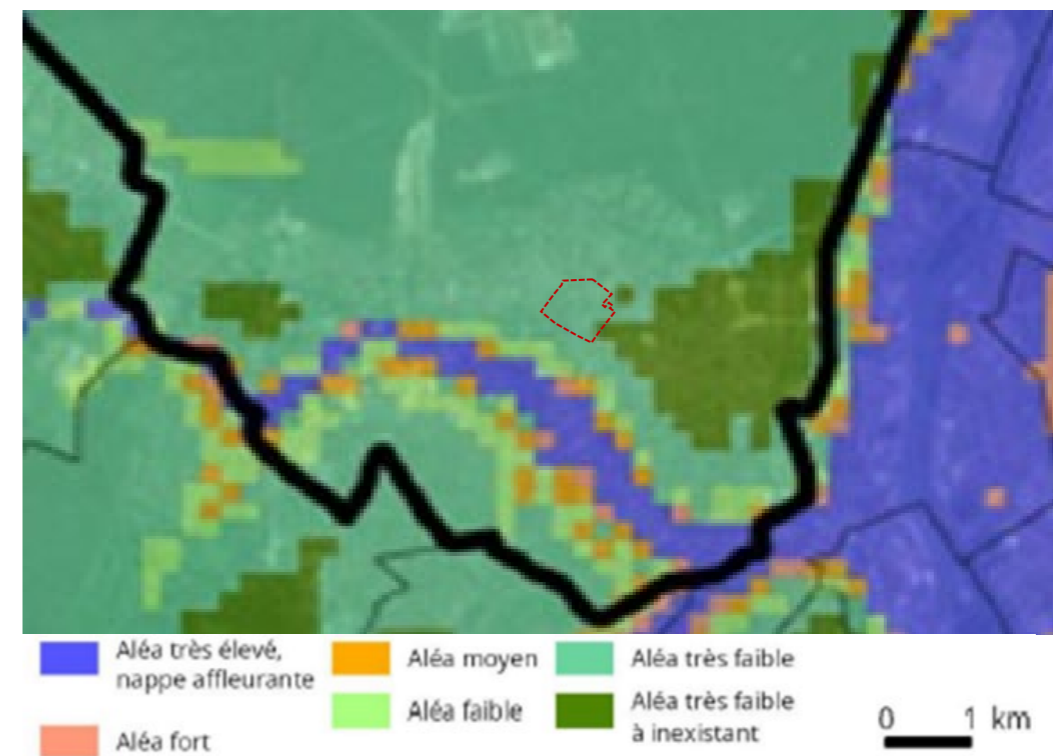 Aléa très élevé,
nappe affleurante
Aléa fort
Aléa moyen
Aléa faible
Aléa très faible
Aléa très faible
à inexistant
0 1 km